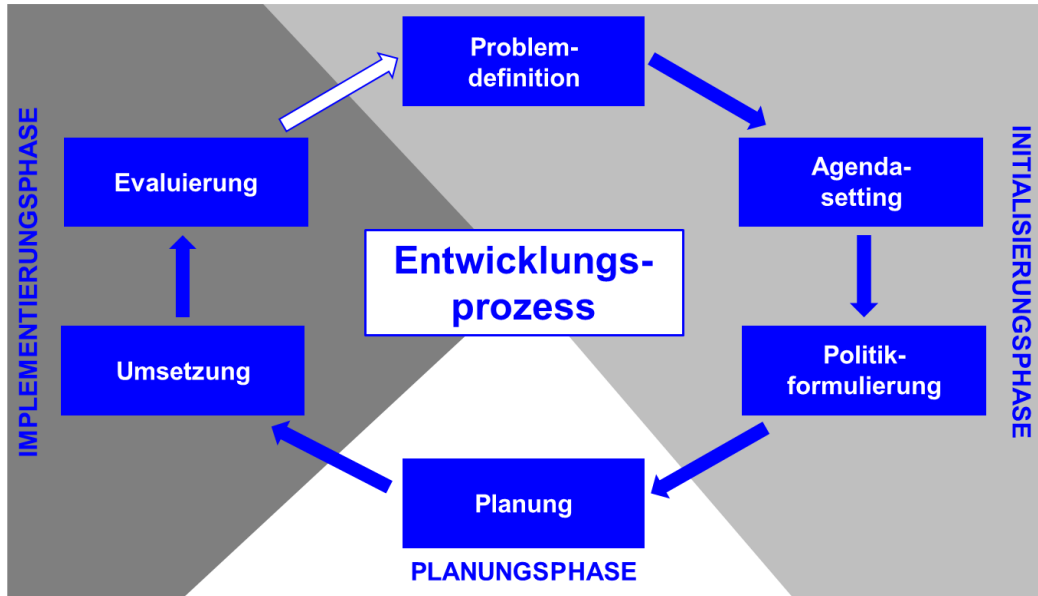 Problem-
definition
Agenda-
setting
Politik-
formulierung
Planung
Umsetzung
Evaluierung
Entwicklungs-
prozess
INITIALISIERUNGSPHASE
PLANUNGSPHASE
IMPLEMENTIERUNGSPHASE